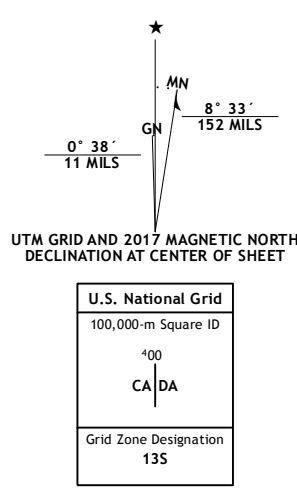 ★
MN
GN
8° 33´
152 MILS
0° 38´
11 MILS
UTM GRID AND 2017 MAGNETIC NORTH
DECLINATION AT CENTER OF SHEET
U.S. National Grid
100,000-m Square ID
⁴00
CA DA
Grid Zone Designation
13S